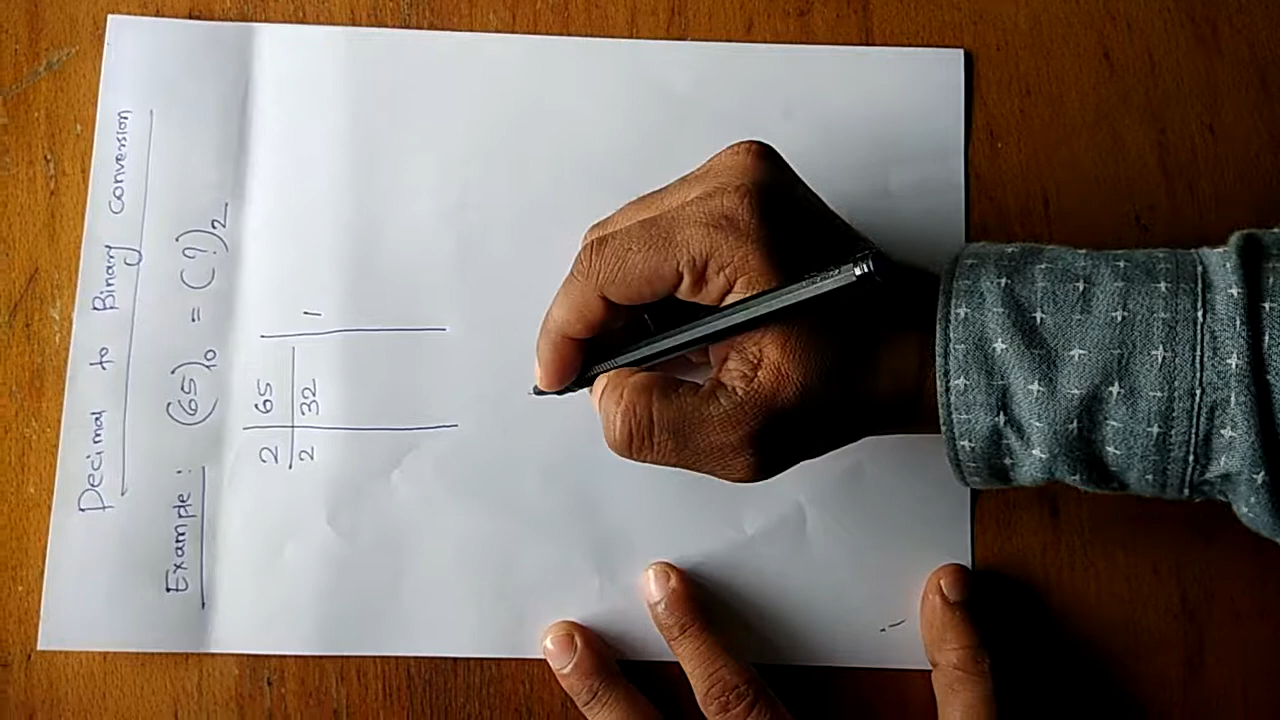 Decimal to Binary Conversion
Example: (65)10 = (?)2
2 65
2 32 1